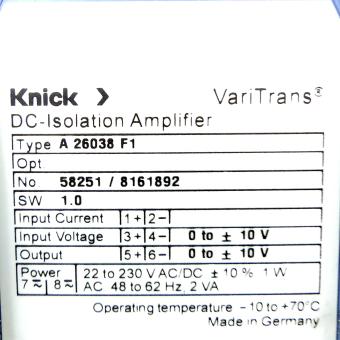 Knick > VariTrans®
DC-Isolation Amplifier
Type A 26038 F1
Opt.
No. 58251 / 8161892
SW 1.0
Input Current 1+ 2-
Input Voltage 3+ 4- 0 to ± 10 V
Output 5+ 6- 0 to ± 10 V
Power 22 to 230 V AC/DC ± 10% 1 W
7 ≂ 8 ≂ AC 48 to 62 Hz, 2 VA
Operating temperature -10 to +70°C
Made in Germany